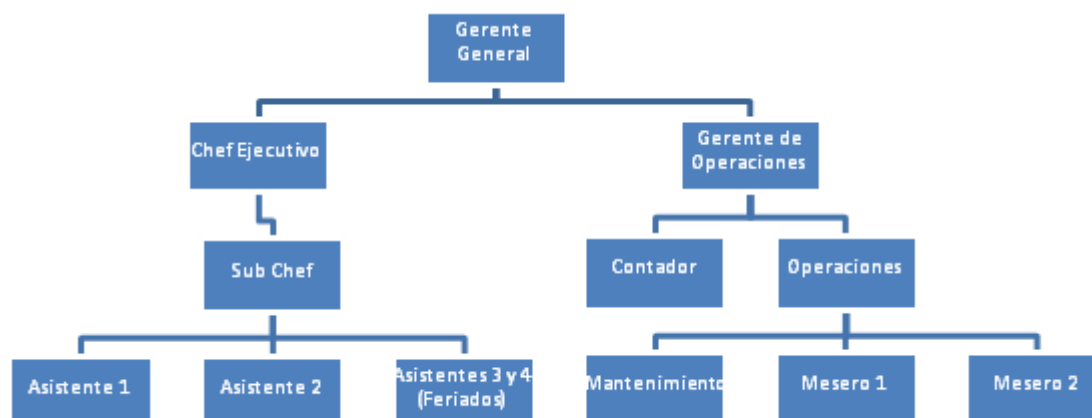 Gerente
General
Chef Ejecutivo
Gerente de
Operaciones
Sub Chef
Contador
Operaciones
Asistente 1
Asistente 2
Asistentes 3 y 4
(Feriados)
Mantenimiento
Mesero 1
Mesero 2